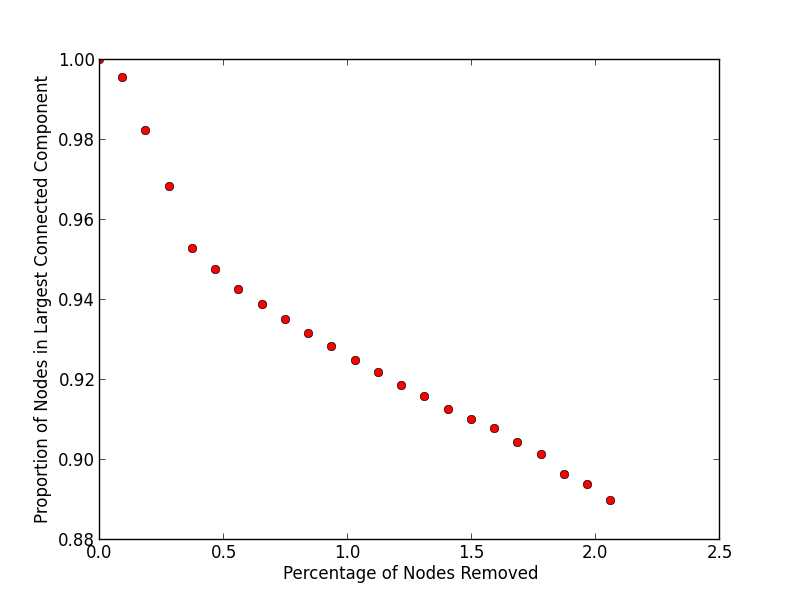 1.00
0.98
0.96
0.94
0.92
0.90
0.88
Proportion of Nodes in Largest Connected Component
0.0 0.5 1.0 1.5 2.0 2.5
Percentage of Nodes Removed